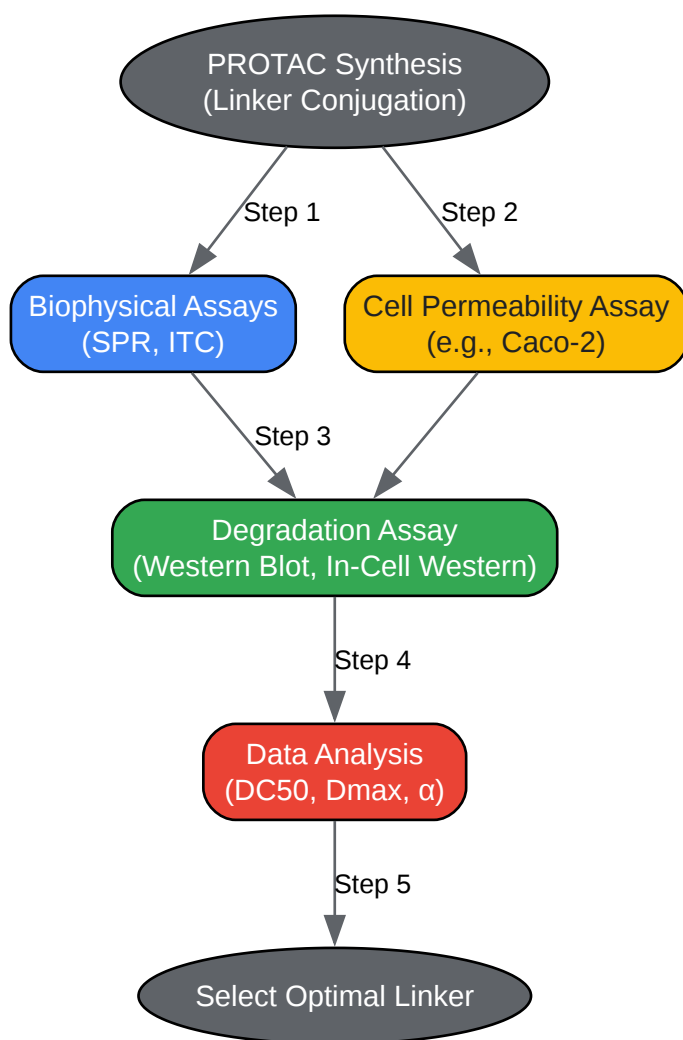 PROTAC Synthesis
(Linker Conjugation)
Step 1
Step 2
Biophysical Assays
(SPR, ITC)
Cell Permeability Assay
(e.g., Caco-2)
Step 3
Degradation Assay
(Western Blot, In-Cell Western)
Step 4
Data Analysis
(DC50, Dmax, α)
Step 5
Select Optimal Linker